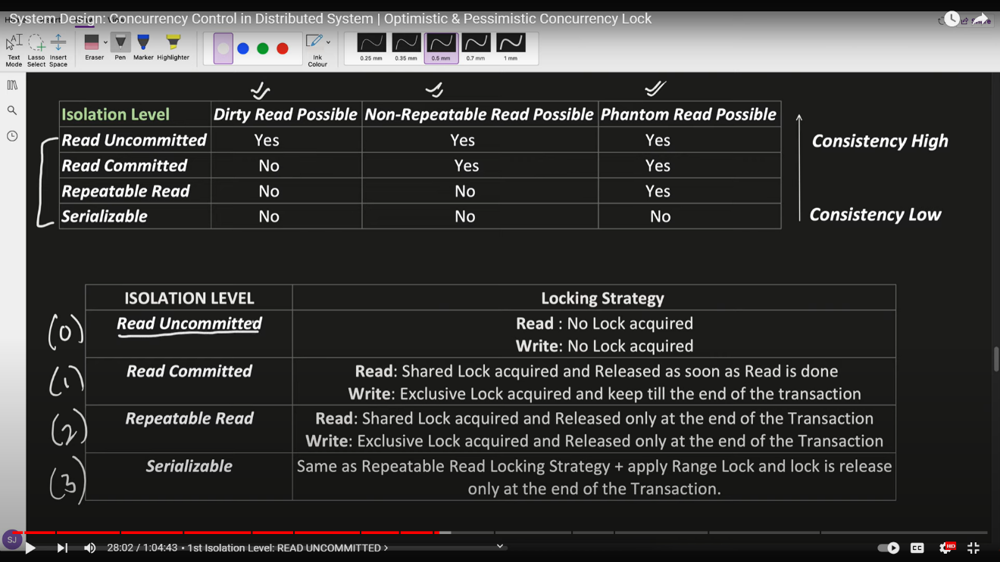 System Design: Concurrency Control in Distributed System | Optimistic & Pessimistic Concurrency Lock
Text Mode
Lasso Select
Insert Space
Eraser
Pen
Marker
Highlighter
Ink Colour
0.25 mm
0.35 mm
0.5 mm
0.7 mm
1 mm
Isolation Level Dirty Read Possible Non-Repeatable Read Possible Phantom Read Possible
Read Uncommitted Yes Yes Yes Consistency High
Read Committed No Yes Yes
Repeatable Read No No Yes
Serializable No No No Consistency Low
ISOLATION LEVEL Locking Strategy
(0) Read Uncommitted Read : No Lock acquired
Write: No Lock acquired
(1) Read Committed Read: Shared Lock acquired and Released as soon as Read is done
Write: Exclusive Lock acquired and keep till the end of the transaction
(2) Repeatable Read Read: Shared Lock acquired and Released only at the end of the Transaction
Write: Exclusive Lock acquired and Released only at the end of the Transaction
(3) Serializable Same as Repeatable Read Locking Strategy + apply Range Lock and lock is release
only at the end of the Transaction.
SJ
28:02 / 1:04:43 • 1st Isolation Level: READ UNCOMMITTED >
CC
HD